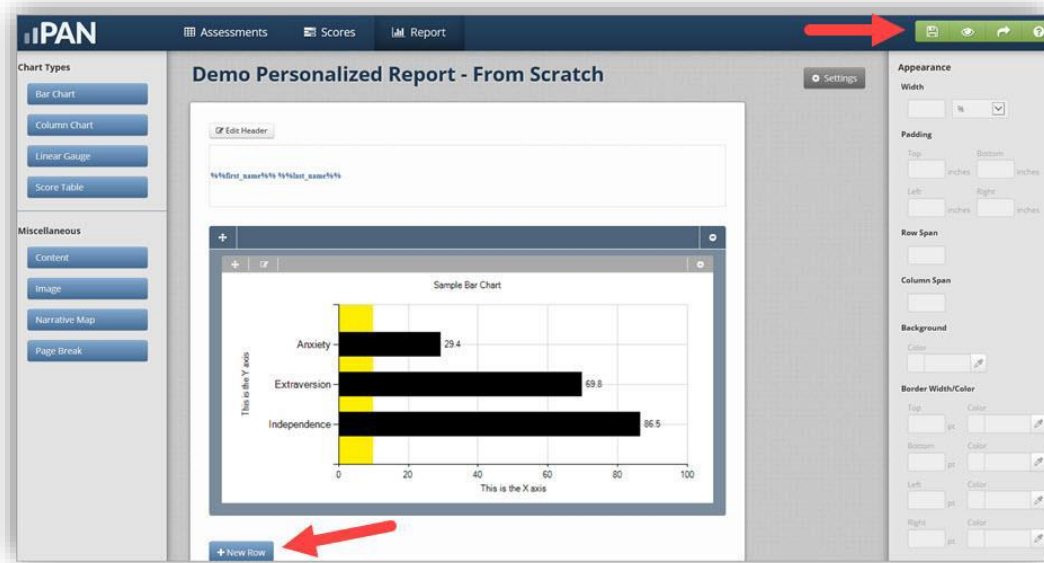 PAN
Assessments
Scores
Report
Chart Types
Bar Chart
Column Chart
Linear Gauge
Score Table
Miscellaneous
Content
Image
Narrative Map
Page Break
Demo Personalized Report - From Scratch
Settings
Edit Header
%%first_name%% %%last_name%%
Sample Bar Chart
This is the Y axis
Anxiety
29.4
Extraversion
69.8
Independence
86.5
0 20 40 60 80 100
This is the X axis
+ New Row
?
Appearance
Width
%
Padding
Top Bottom
inches inches
Left Right
inches inches
Row Span
Column Span
Background
Color
Border Width/Color
Top Color
pt
Bottom Color
pt
Left Color
pt
Right Color
pt